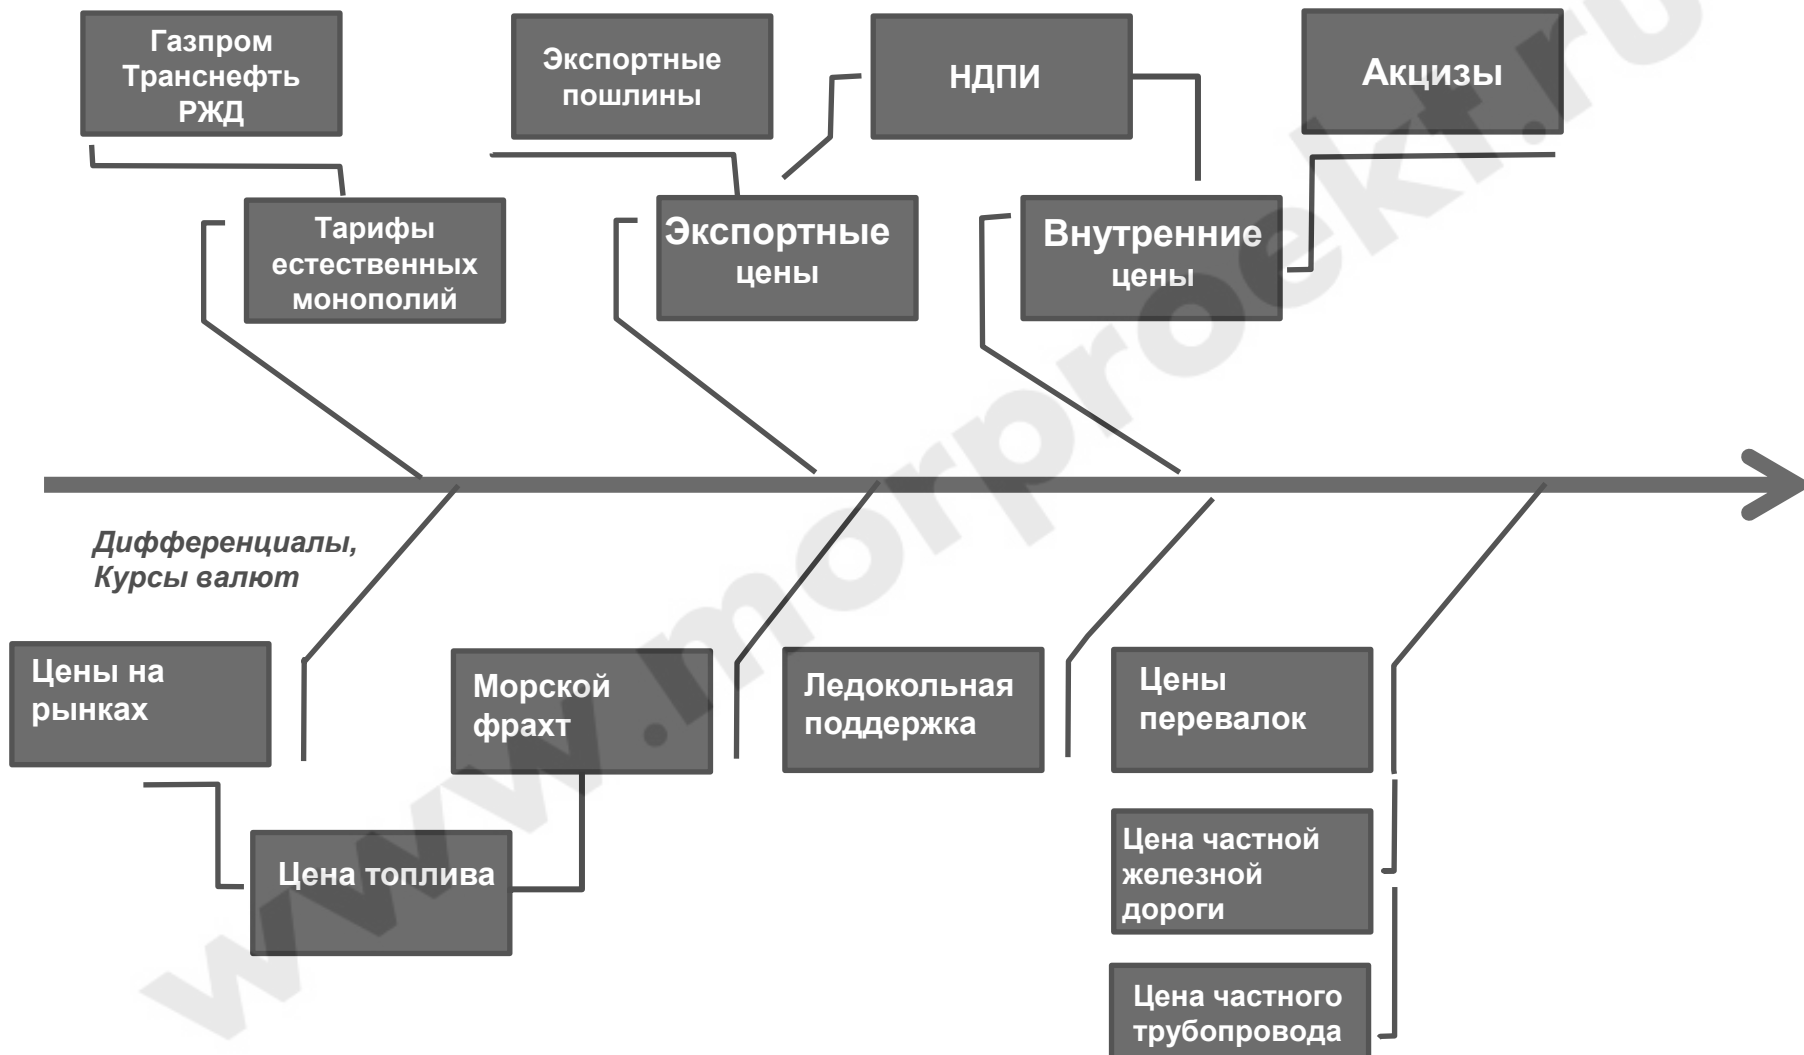 Газпром
Транснефть
РЖД
Экспортные
пошлины
НДПИ
Акцизы
Тарифы
естественных
монополий
Экспортные
цены
Внутренние
цены
Дифференциалы,
Курсы валют
Цены на
рынках
Морской
фрахт
Ледокольная
поддержка
Цены
перевалок
Цена топлива
Цена частной
железной
дороги
Цена частного
трубопровода
www.morproekt.ru